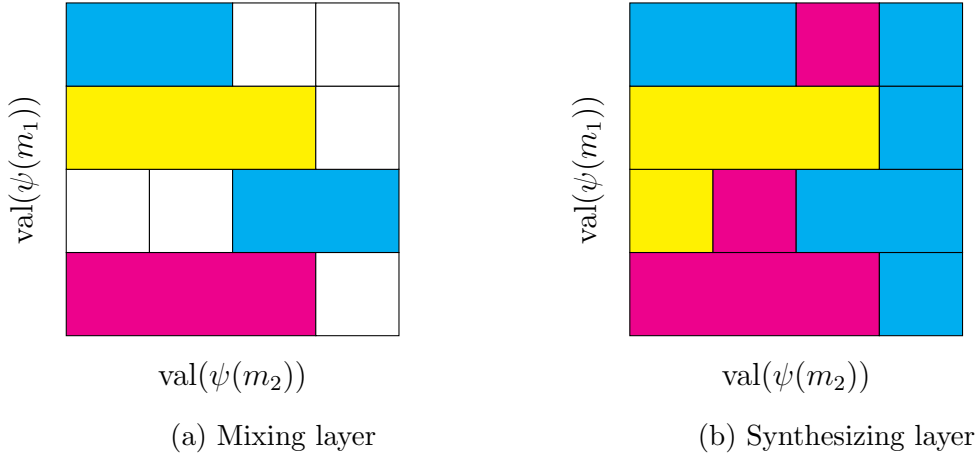 val(ψ(m₁))
val(ψ(m₂))
(a) Mixing layer
val(ψ(m₁))
val(ψ(m₂))
(b) Synthesizing layer